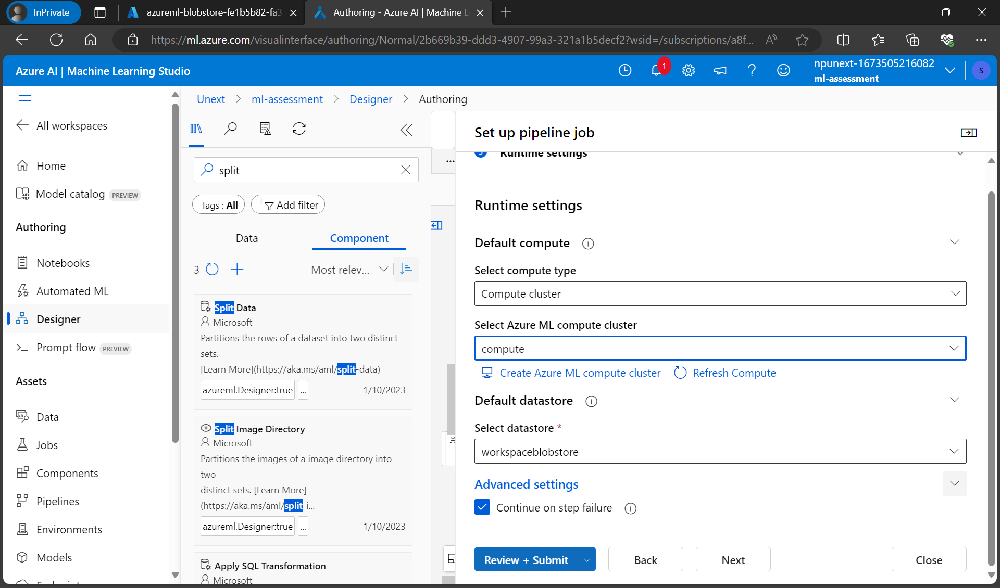 InPrivate
azureml-blobstore-fe1b5b82-fa3
Authoring - Azure AI | Machine L
https://ml.azure.com/visualinterface/authoring/Normal/2b669b39-ddd3-4907-99a3-321a1b5decf2?wsid=/subscriptions/a8f...
Azure AI | Machine Learning Studio
1
npunext-1673505216082
ml-assessment
S
All workspaces
Home
Model catalog PREVIEW
Authoring
Notebooks
Automated ML
Designer
Prompt flow PREVIEW
Assets
Data
Jobs
Components
Pipelines
Environments
Models
Unext > ml-assessment > Designer > Authoring
split
Tags : All
Add filter
Data
Component
3
Most relev...
Split Data
Microsoft
Partitions the rows of a dataset into two distinct
sets.
[Learn More](https://aka.ms/aml/split-data)
azureml.Designer:true
...
1/10/2023
Split Image Directory
Microsoft
Partitions the images of a image directory into
two
distinct sets. [Learn More]
(https://aka.ms/aml/split-i...
azureml.Designer:true
...
1/10/2023
Apply SQL Transformation
Microsoft
Set up pipeline job
Runtime settings
Runtime settings
Default compute
Select compute type
Compute cluster
Select Azure ML compute cluster
compute
Create Azure ML compute cluster
Refresh Compute
Default datastore
Select datastore *
workspaceblobstore
Advanced settings
Continue on step failure
Review + Submit
Back
Next
Close